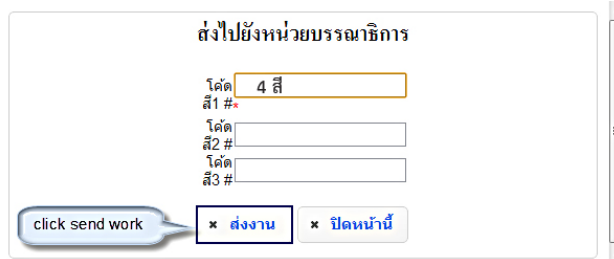 ส่งไปยังหน่วยบรรณาธิการ
โค้ด
สี1 #*
4 สี
โค้ด
สี2 #
โค้ด
สี3 #
click send work
× ส่งงาน
× ปิดหน้านี้